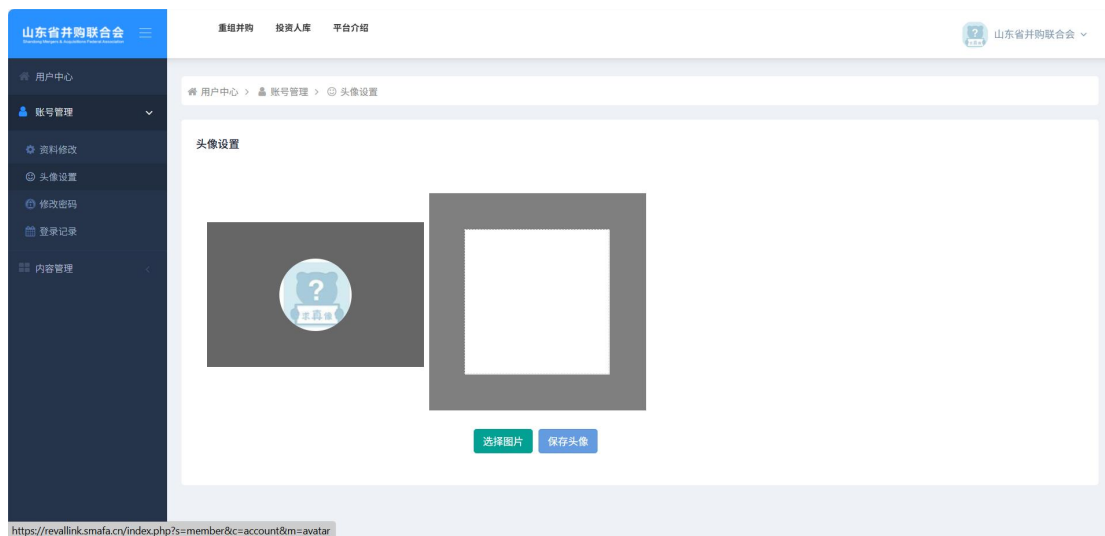 山东省并购联合会
重组并购 投资人库 平台介绍
山东省并购联合会
用户中心
账号管理
资料修改
头像设置
修改密码
登录记录
内容管理
用户中心 > 账号管理 > 头像设置
头像设置
?
求真像
选择图片 保存头像
https://revallink.smafa.cn/index.php?s=member&c=account&m=avatar